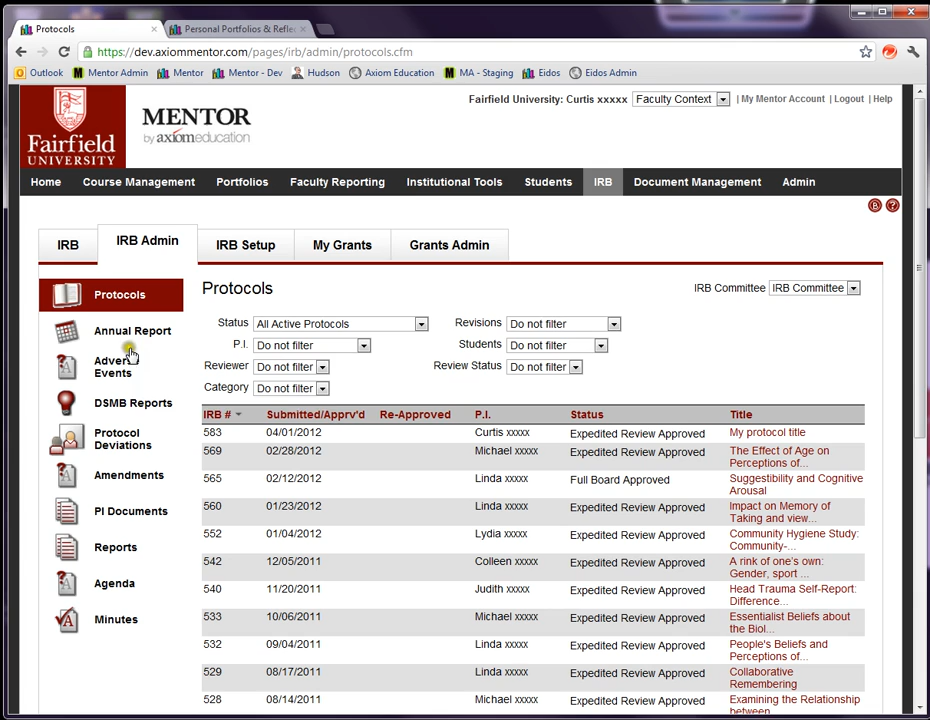 Protocols
Personal Portfolios & Refle
https://dev.axiommentor.com/pages/irb/admin/protocols.cfm
Outlook Mentor Admin Mentor Mentor - Dev Hudson Axiom Education MA - Staging Eidos Eidos Admin
Fairfield UNIVERSITY
MENTOR
by axiomeducation
Fairfield University: Curtis xxxxx Faculty Context | My Mentor Account | Logout | Help
Home Course Management Portfolios Faculty Reporting Institutional Tools Students IRB Document Management Admin
B ?
IRB IRB Admin IRB Setup My Grants Grants Admin
Protocols
Annual Report
Adverse
Events
DSMB Reports
Protocol
Deviations
Amendments
PI Documents
Reports
Agenda
Minutes
Protocols
IRB Committee IRB Committee
Status All Active Protocols Revisions Do not filter
P.I. Do not filter Students Do not filter
Reviewer Do not filter Review Status Do not filter
Category Do not filter
IRB # Submitted/Apprv'd Re-Approved P.I. Status Title
583 04/01/2012 Curtis xxxxx Expedited Review Approved My protocol title
569 02/28/2012 Michael xxxxx Expedited Review Approved The Effect of Age on
Perceptions of...
565 02/12/2012 Linda xxxxx Full Board Approved Suggestibility and Cognitive
Arousal
560 01/23/2012 Linda xxxxx Expedited Review Approved Impact on Memory of
Taking and view...
552 01/04/2012 Lydia xxxxx Expedited Review Approved Community Hygiene Study:
Community-...
542 12/05/2011 Colleen xxxxx Expedited Review Approved A rink of one's own:
Gender, sport ...
540 11/20/2011 Judith xxxxx Expedited Review Approved Head Trauma Self-Report:
Difference...
533 10/06/2011 Michael xxxxx Expedited Review Approved Essentialist Beliefs about
the Biol...
532 09/04/2011 Linda xxxxx Expedited Review Approved People's Beliefs and
Perceptions of...
529 08/17/2011 Linda xxxxx Expedited Review Approved Collaborative
Remembering
528 08/14/2011 Michael xxxxx Expedited Review Approved Examining the Relationship
between